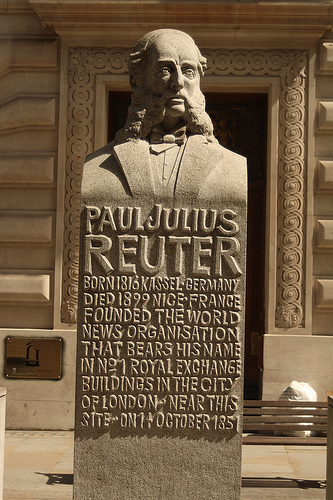 PAUL JULIUS
REUTER
BORN 1816 KASSEL, GERMANY
DIED 1899 NICE · FRANCE
FOUNDED THE WORLD
NEWS ORGANISATION
THAT BEARS HIS NAME
IN Nº1 ROYAL EXCHANGE
BUILDINGS IN THE CITY
OF LONDON · NEAR THIS
SITE · ON 14 OCTOBER 1851